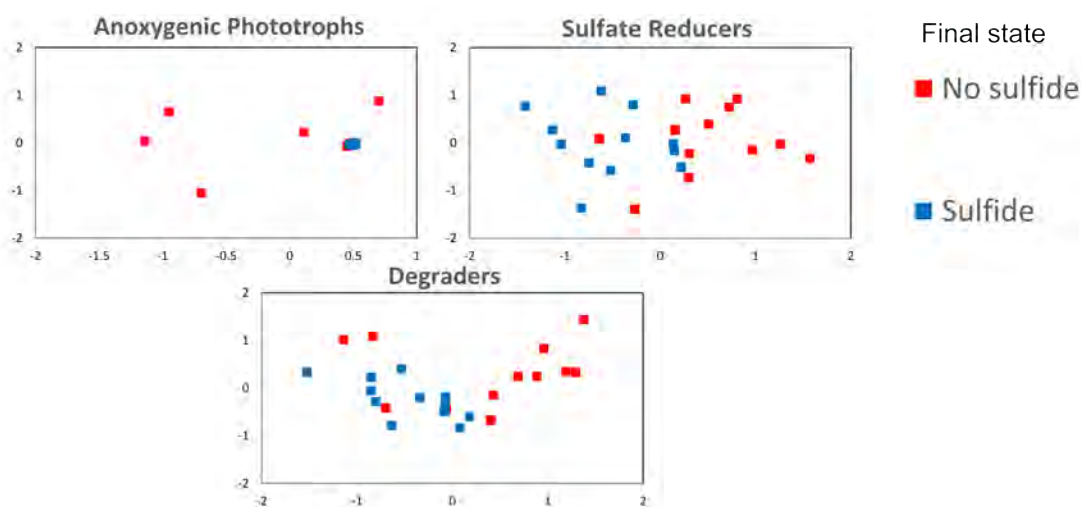 Anoxygenic Phototrophs
2
1
0
-1
-2
-2 -1.5 -1 -0.5 0 0.5 1
Sulfate Reducers
2
1
0
-1
-2
-2 -1 0 1 2
Final state
No sulfide
Sulfide
Degraders
2
1
0
-1
-2
-2 -1 0 1 2